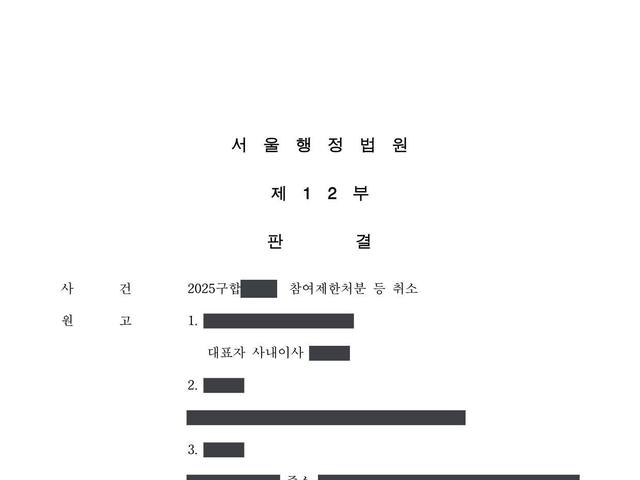 서 울 행 정 법 원
제 1 2 부
판 결
사 건 2025구합 참여제한처분 등 취소
원 고 1.
대표자 사내이사
2.
3.
주소